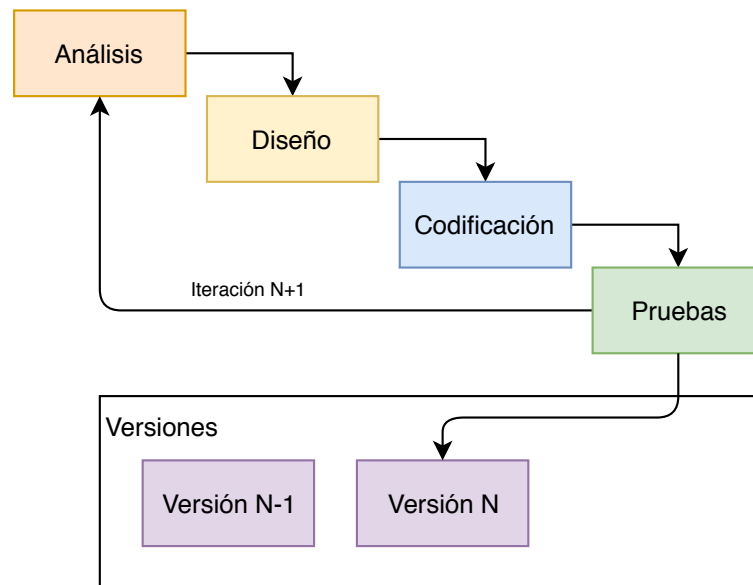 Análisis
Diseño
Codificación
Iteración N+1
Pruebas
Versiones
Versión N-1
Versión N